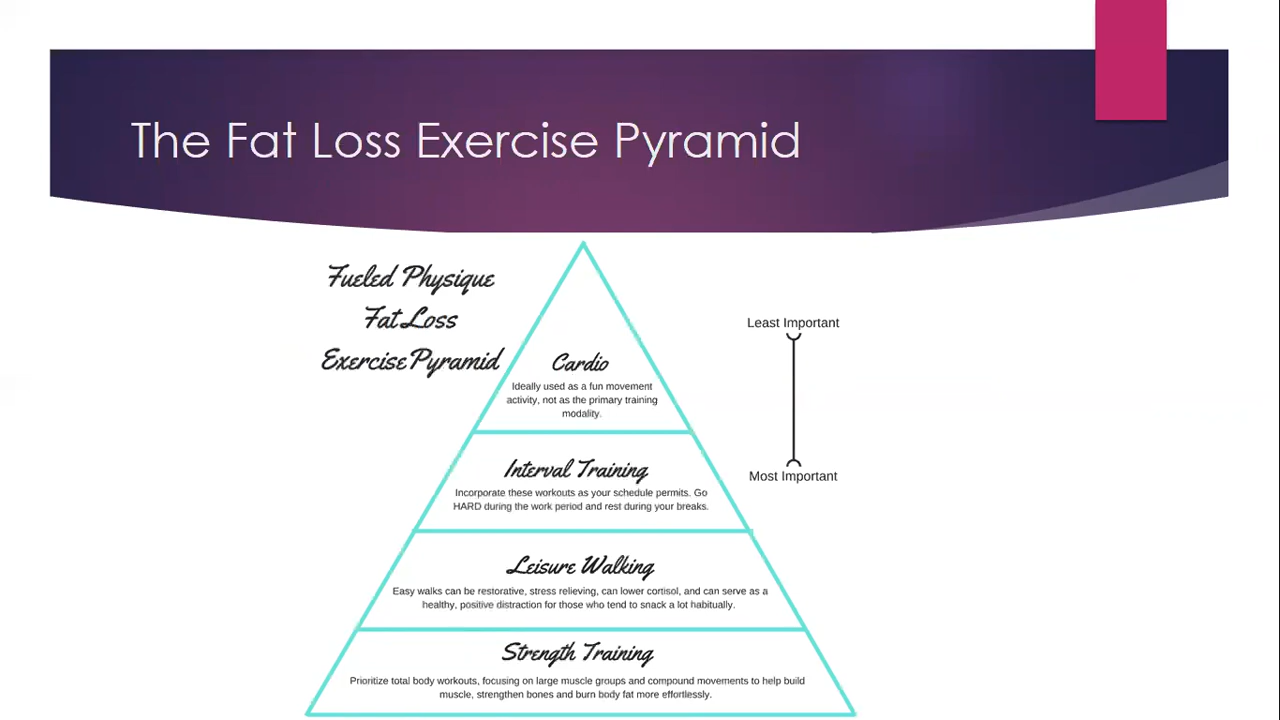 The Fat Loss Exercise Pyramid
Fueled Physique
Fat Loss
Exercise Pyramid
Least Important
Most Important
Cardio
Ideally used as a fun movement
activity, not as the primary training
modality.
Interval Training
Incorporate these workouts as your schedule permits. Go
HARD during the work period and rest during your breaks.
Leisure Walking
Easy walks can be restorative, stress relieving, can lower cortisol, and can serve as a
healthy, positive distraction for those who tend to snack a lot habitually.
Strength Training
Prioritize total body workouts, focusing on large muscle groups and compound movements to help build
muscle, strengthen bones and burn body fat more effortlessly.